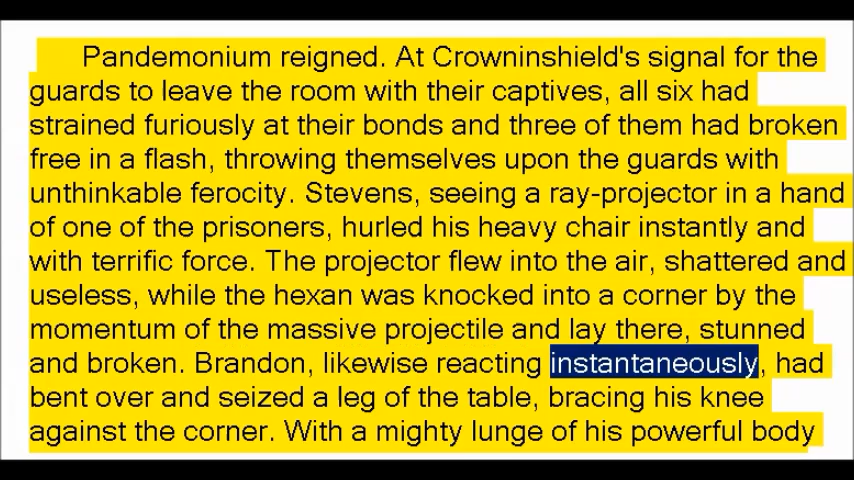 Pandemonium reigned. At Crowninshield's signal for the
guards to leave the room with their captives, all six had
strained furiously at their bonds and three of them had broken
free in a flash, throwing themselves upon the guards with
unthinkable ferocity. Stevens, seeing a ray-projector in a hand
of one of the prisoners, hurled his heavy chair instantly and
with terrific force. The projector flew into the air, shattered and
useless, while the hexan was knocked into a corner by the
momentum of the massive projectile and lay there, stunned
and broken. Brandon, likewise reacting instantaneously, had
bent over and seized a leg of the table, bracing his knee
against the corner. With a mighty lunge of his powerful body